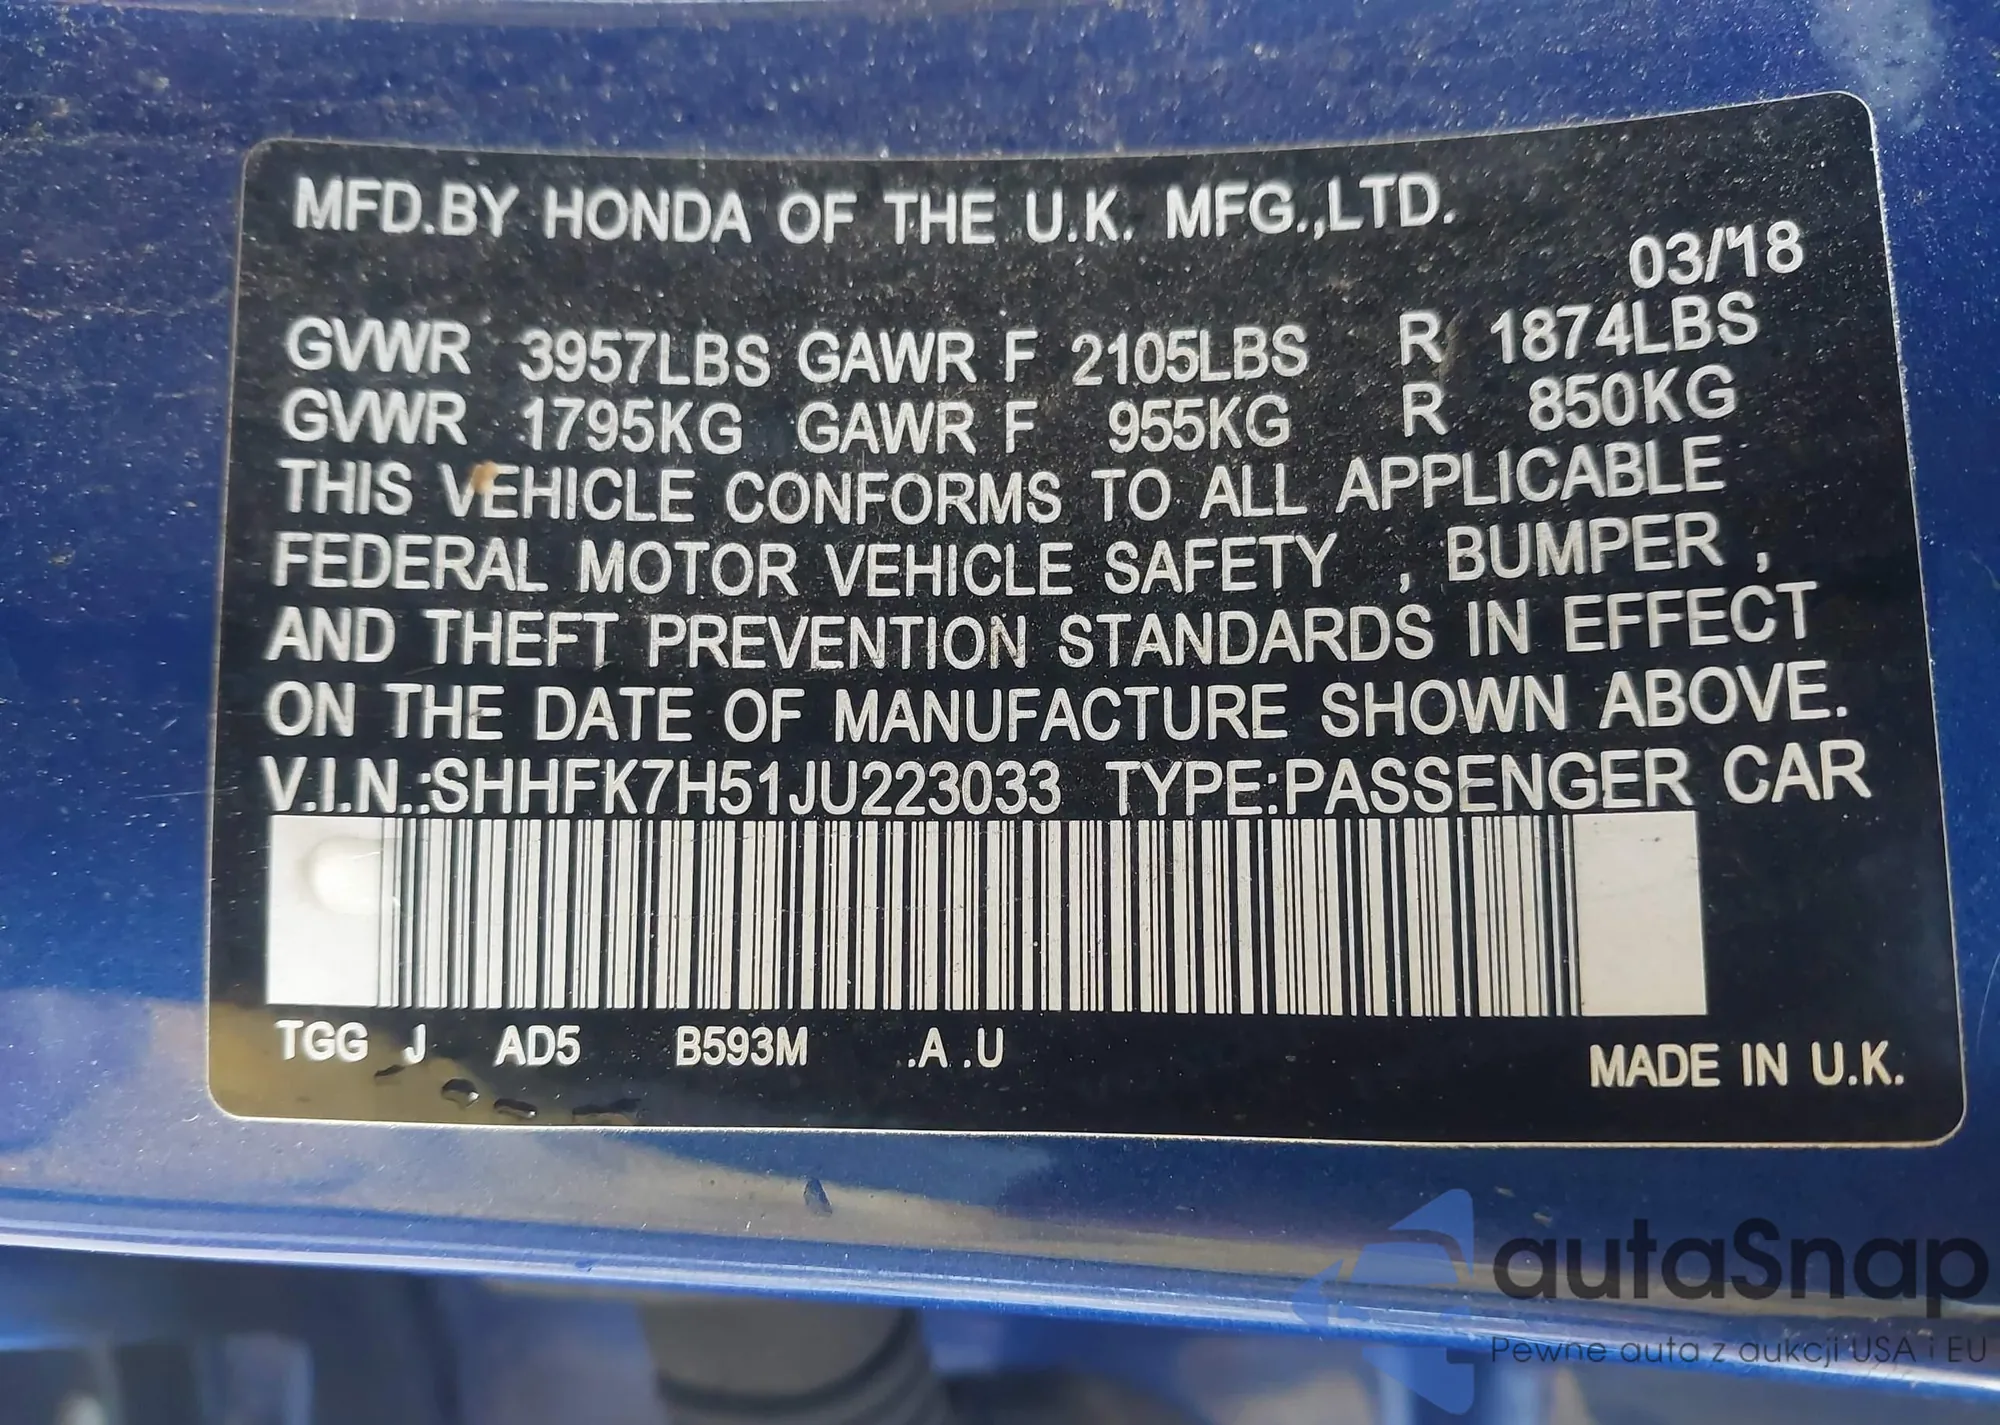 MFD.BY HONDA OF THE U.K. MFG.,LTD.
03/'18
GVWR 3957LBS GAWR F 2105LBS R 1874LBS
GVWR 1795KG GAWR F 955KG R 850KG
THIS VEHICLE CONFORMS TO ALL APPLICABLE
FEDERAL MOTOR VEHICLE SAFETY , BUMPER ,
AND THEFT PREVENTION STANDARDS IN EFFECT
ON THE DATE OF MANUFACTURE SHOWN ABOVE.
V.I.N.:SHHFK7H51JU223033 TYPE:PASSENGER CAR
TGG J AD5 B593M .A .U
MADE IN U.K.
autaSnap
Pewne auta z aukcji USA i EU